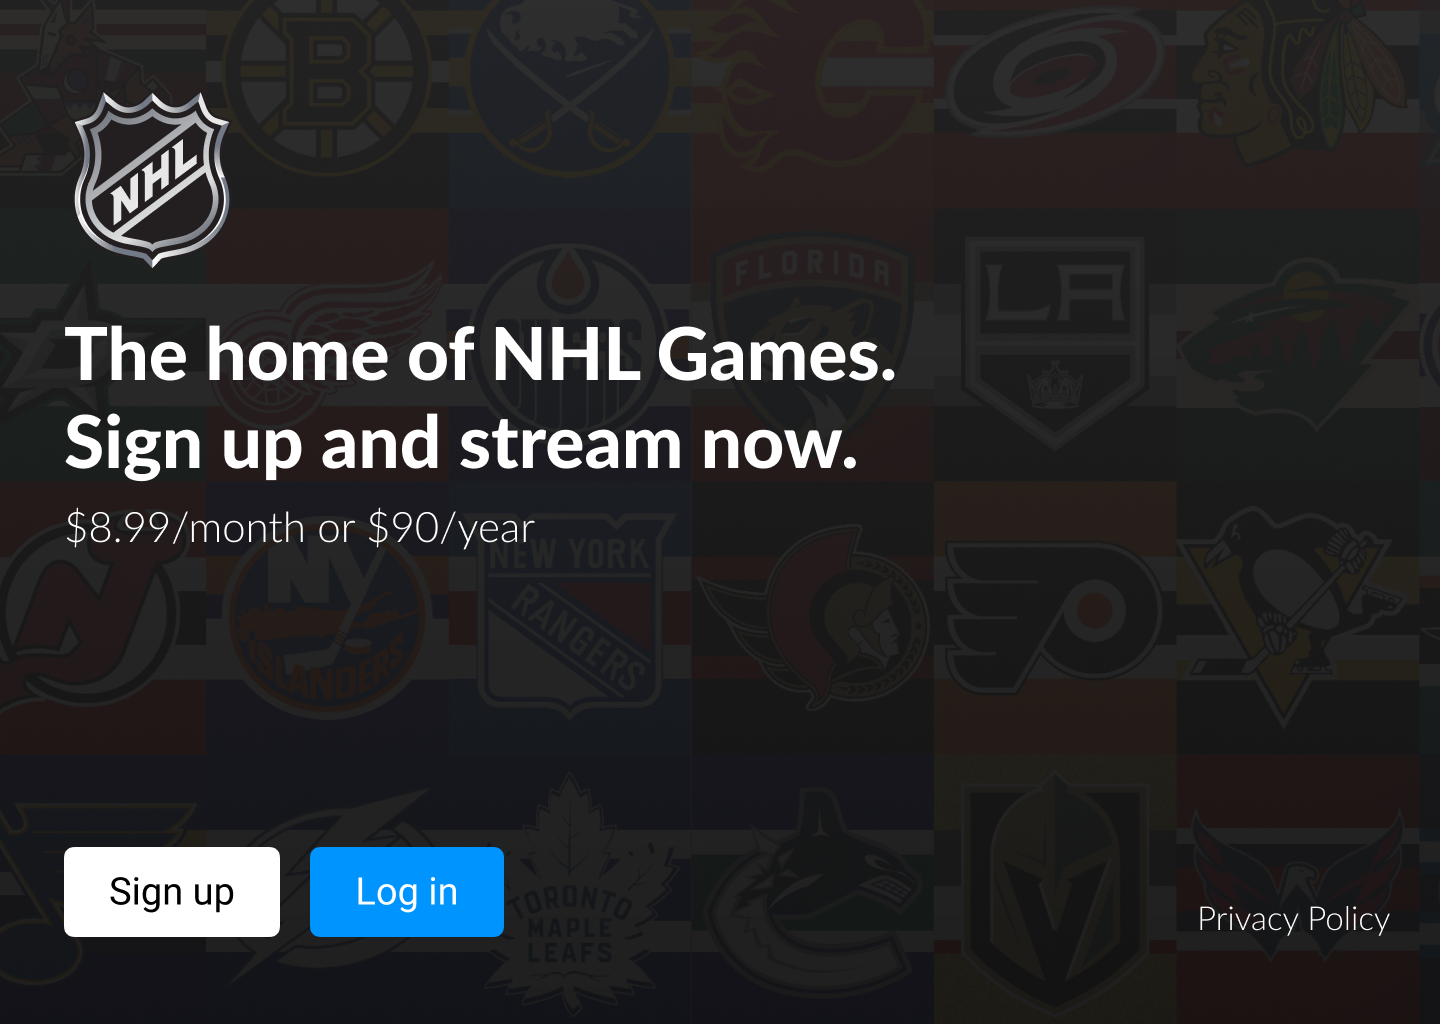 B
NHL
FLORIDA
LA
OILERS
The home of NHL Games.
Sign up and stream now.
$8.99/month or $90/year
NY
ISLANDERS
NEW YORK
RANGERS
TORONTO
MAPLE
LEAFS
Sign up
Log in
Privacy Policy